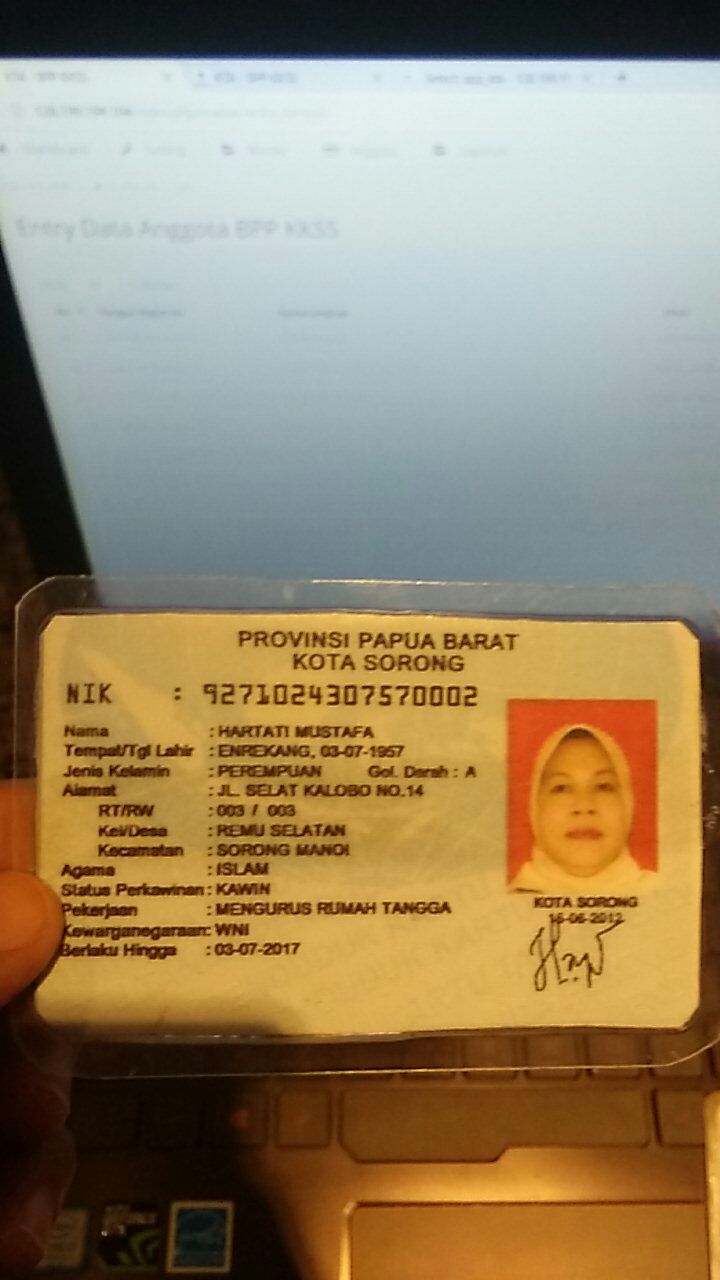 Entry Data Anggota BPP KKSS
PROVINSI PAPUA BARAT
KOTA SORONG
NIK : 9271024307570002
Nama : HARTATI MUSTAFA
Tempat/Tgl Lahir : ENREKANG, 03-07-1957
Jenis Kelamin : PEREMPUAN Gol. Darah : A
Alamat : JL. SELAT KALOBO NO.14
RT/RW : 003 / 003
Kel/Desa : REMU SELATAN
Kecamatan : SORONG MANOI
Agama : ISLAM
Status Perkawinan : KAWIN
Pekerjaan : MENGURUS RUMAH TANGGA
Kewarganegaraan: WNI
Berlaku Hingga : 03-07-2017
KOTA SORONG
15-06-2012